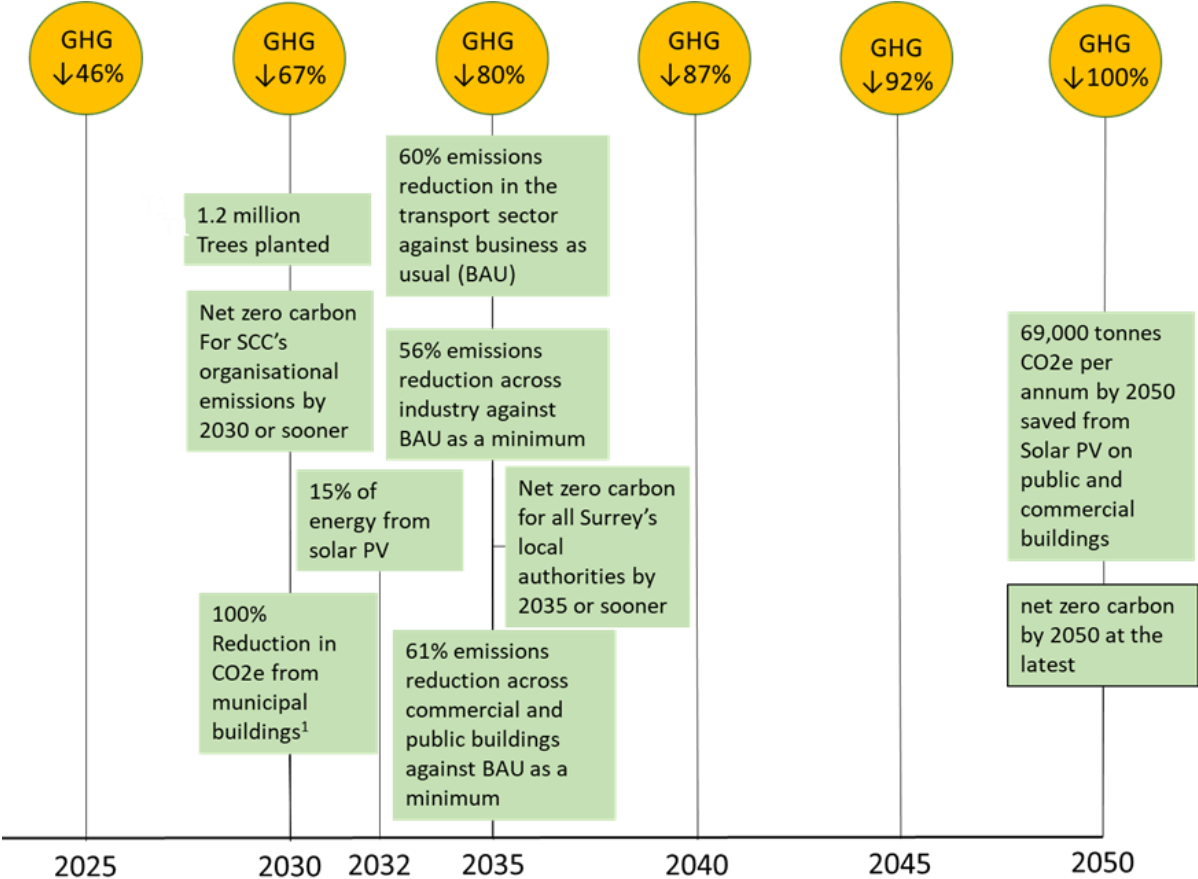 GHG
↓46%
GHG
↓67%
GHG
↓80%
GHG
↓87%
GHG
↓92%
GHG
↓100%
1.2 million
Trees planted
Net zero carbon
For SCC's
organisational
emissions by
2030 or sooner
100%
Reduction in
CO2e from
municipal
buildings¹
15% of
energy from
solar PV
60% emissions
reduction in the
transport sector
against business as
usual (BAU)
56% emissions
reduction across
industry against
BAU as a minimum
Net zero carbon
for all Surrey's
local
authorities by
2035 or sooner
61% emissions
reduction across
commercial and
public buildings
against BAU as a
minimum
69,000 tonnes
CO2e per
annum by 2050
saved from
Solar PV on
public and
commercial
buildings
net zero carbon
by 2050 at the
latest
2025
2030
2032
2035
2040
2045
2050